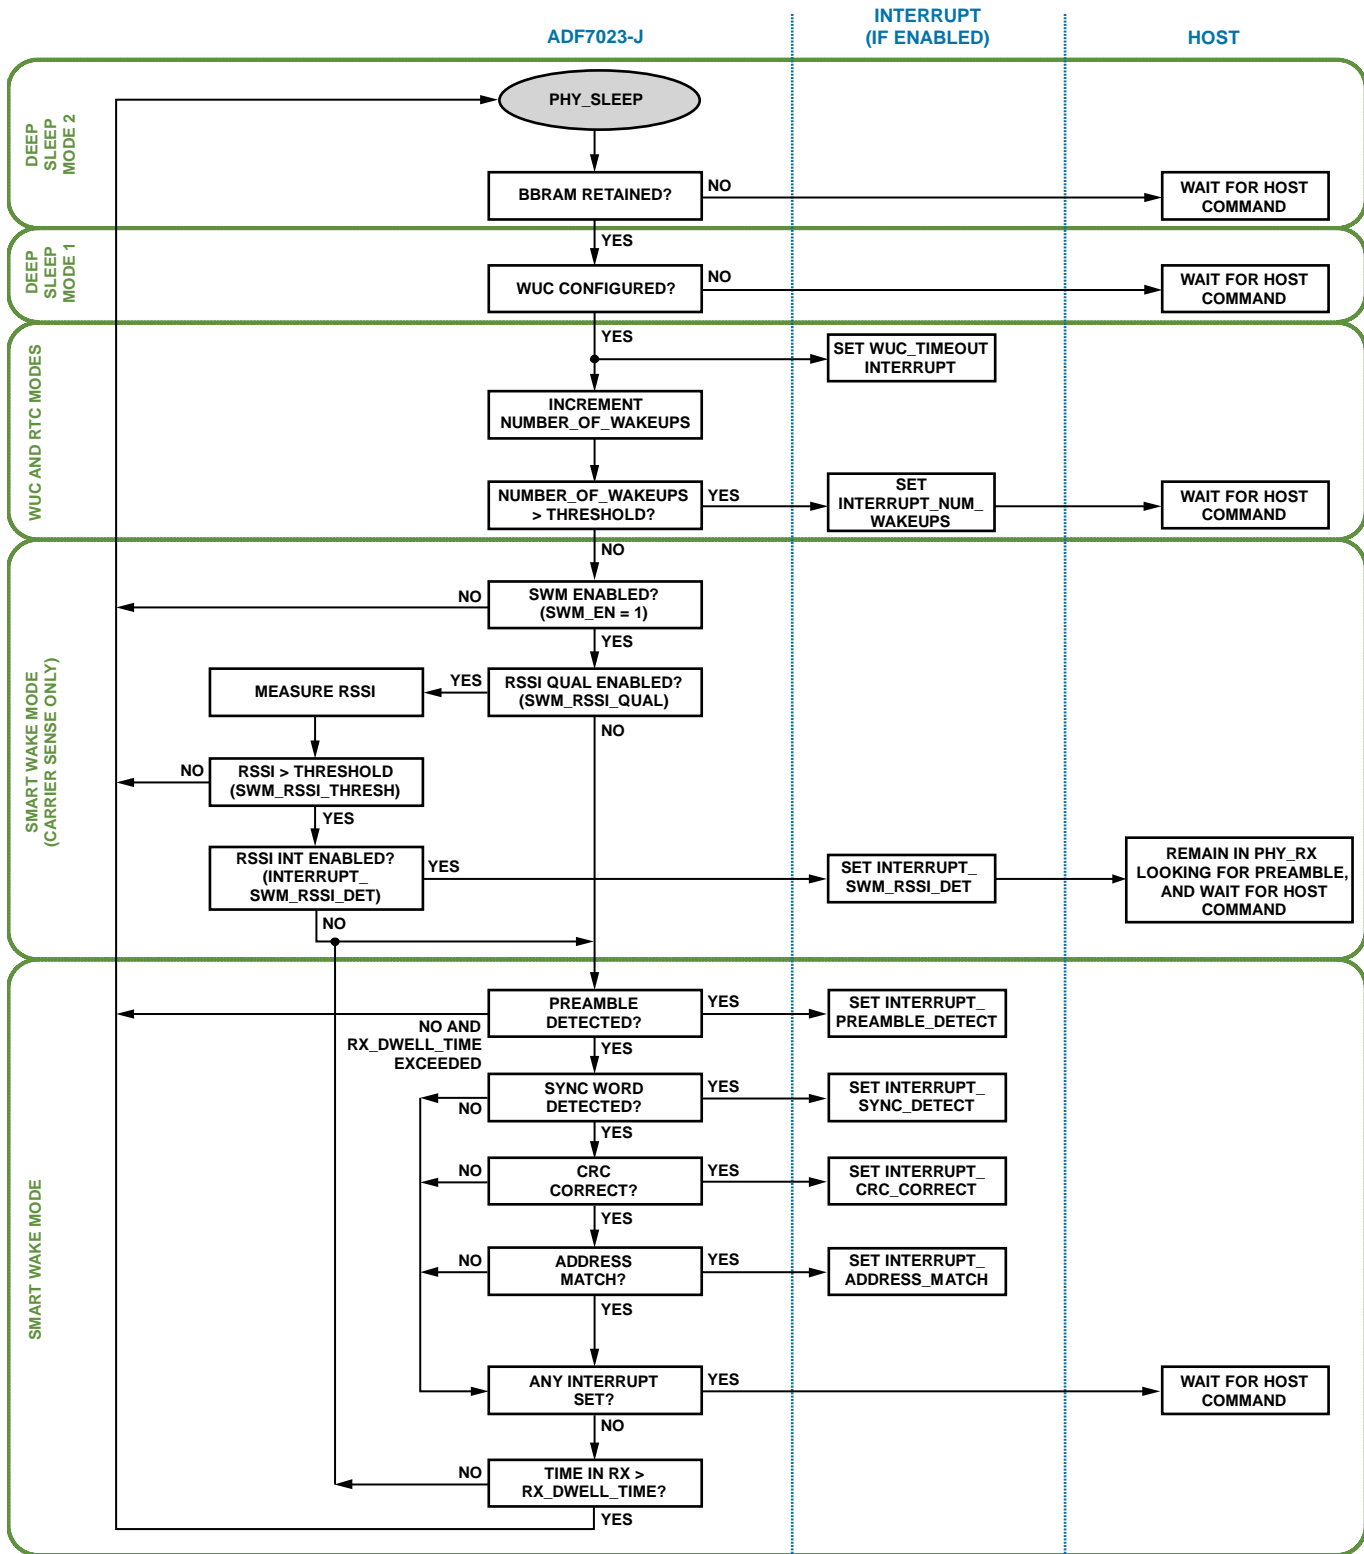 ADF7023-J
INTERRUPT
(IF ENABLED)
HOST
DEEP
SLEEP
MODE 2
PHY_SLEEP
BBRAM RETAINED?
NO
WAIT FOR HOST
COMMAND
YES
DEEP
SLEEP
MODE 1
WUC CONFIGURED?
NO
WAIT FOR HOST
COMMAND
YES
WUC AND RTC MODES
SET WUC_TIMEOUT
INTERRUPT
INCREMENT
NUMBER_OF_WAKEUPS
NUMBER_OF_WAKEUPS
> THRESHOLD?
YES
SET
INTERRUPT_NUM_
WAKEUPS
WAIT FOR HOST
COMMAND
NO
SMART WAKE MODE
(CARRIER SENSE ONLY)
SWM ENABLED?
(SWM_EN = 1)
NO
YES
RSSI QUAL ENABLED?
(SWM_RSSI_QUAL)
YES
MEASURE RSSI
NO
RSSI > THRESHOLD
(SWM_RSSI_THRESH)
NO
YES
RSSI INT ENABLED?
(INTERRUPT_
SWM_RSSI_DET)
YES
SET INTERRUPT_
SWM_RSSI_DET
REMAIN IN PHY_RX
LOOKING FOR PREAMBLE,
AND WAIT FOR HOST
COMMAND
NO
SMART WAKE MODE
PREAMBLE
DETECTED?
YES
SET INTERRUPT_
PREAMBLE_DETECT
NO AND
RX_DWELL_TIME
EXCEEDED
YES
SYNC WORD
DETECTED?
YES
SET INTERRUPT_
SYNC_DETECT
NO
YES
CRC
CORRECT?
NO
YES
SET INTERRUPT_
CRC_CORRECT
YES
ADDRESS
MATCH?
NO
YES
SET INTERRUPT_
ADDRESS_MATCH
YES
ANY INTERRUPT
SET?
YES
WAIT FOR HOST
COMMAND
NO
TIME IN RX >
RX_DWELL_TIME?
NO
YES